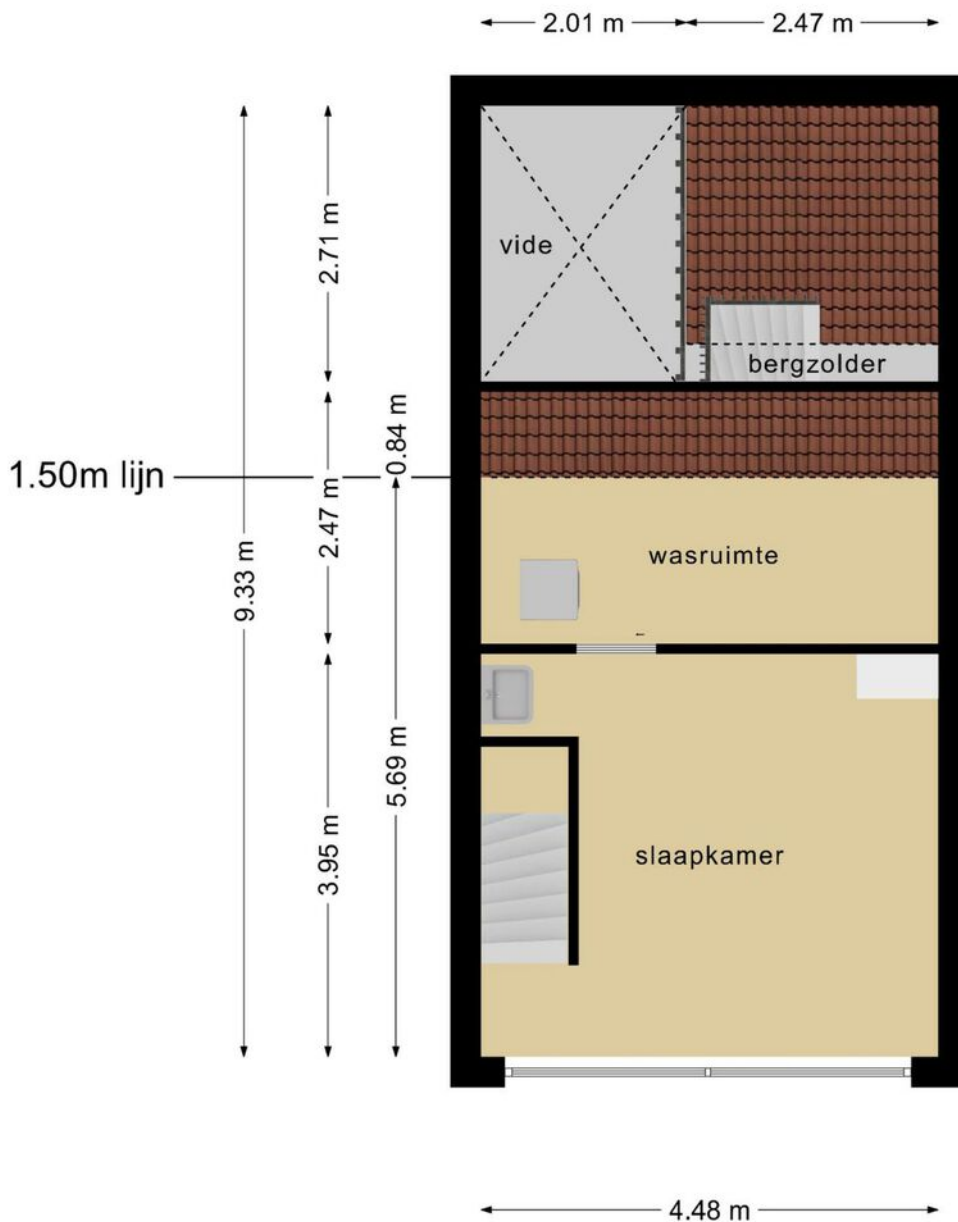 2.01 m
2.47 m
2.71 m
vide
bergzolder
0.84 m
1.50m lijn
2.47 m
9.33 m
wasruimte
5.69 m
3.95 m
slaapkamer
4.48 m